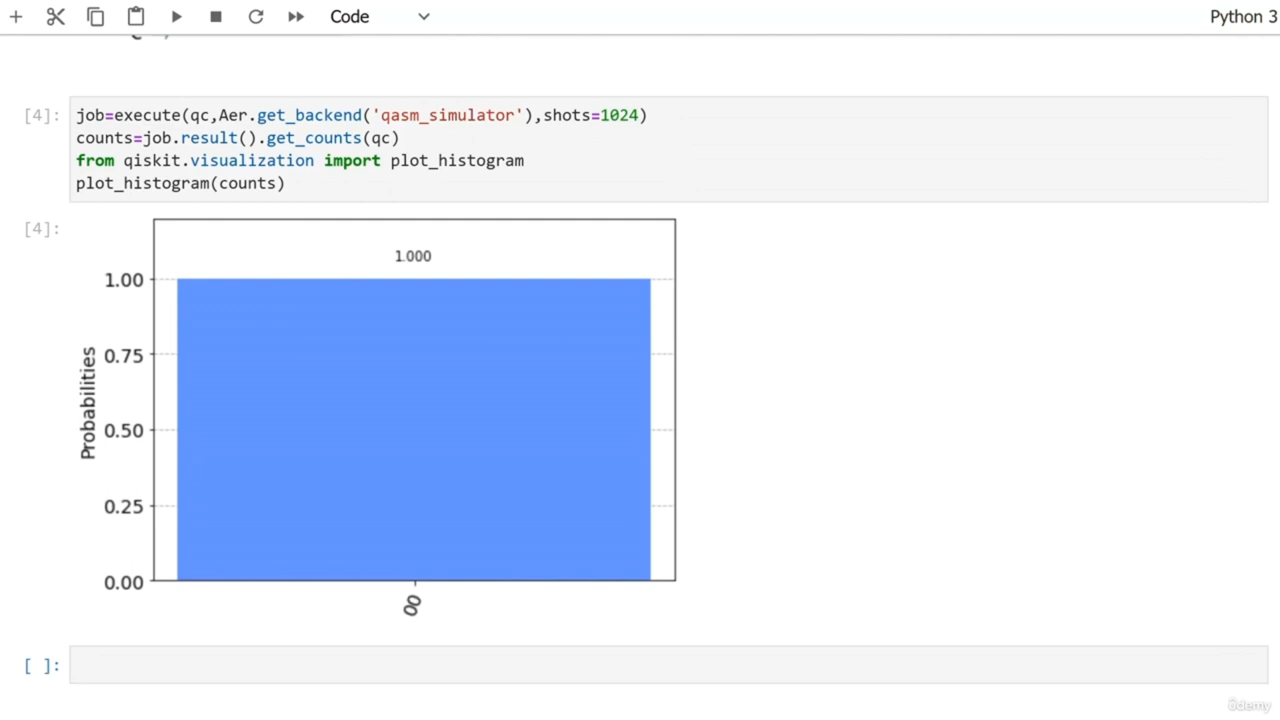 Code
Python 3
[4]:
job=execute(qc,Aer.get_backend('qasm_simulator'),shots=1024)
counts=job.result().get_counts(qc)
from qiskit.visualization import plot_histogram
plot_histogram(counts)
[4]:
1.000
1.00
0.75
0.50
0.25
0.00
Probabilities
00
[ ]:
ûdemy